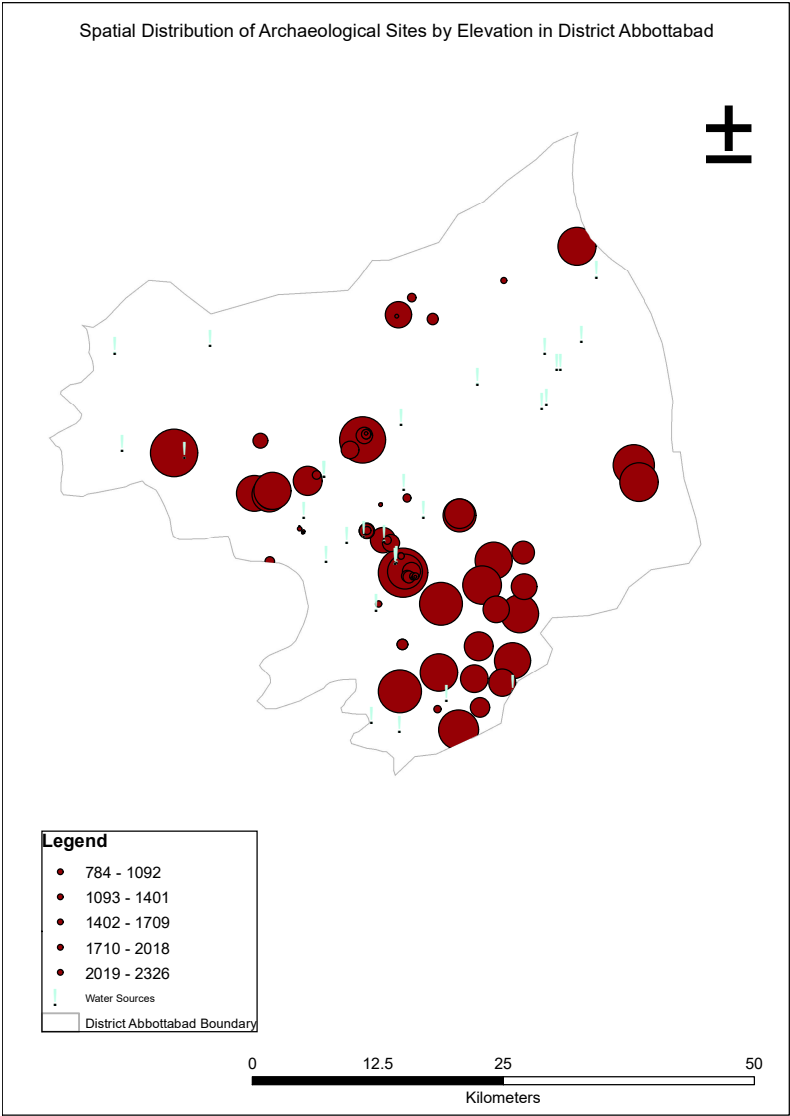 Spatial Distribution of Archaeological Sites by Elevation in District Abbottabad
Legend
784 - 1092
1093 - 1401
1402 - 1709
1710 - 2018
2019 - 2326
Water Sources
District Abbottabad Boundary
0 12.5 25 50
Kilometers